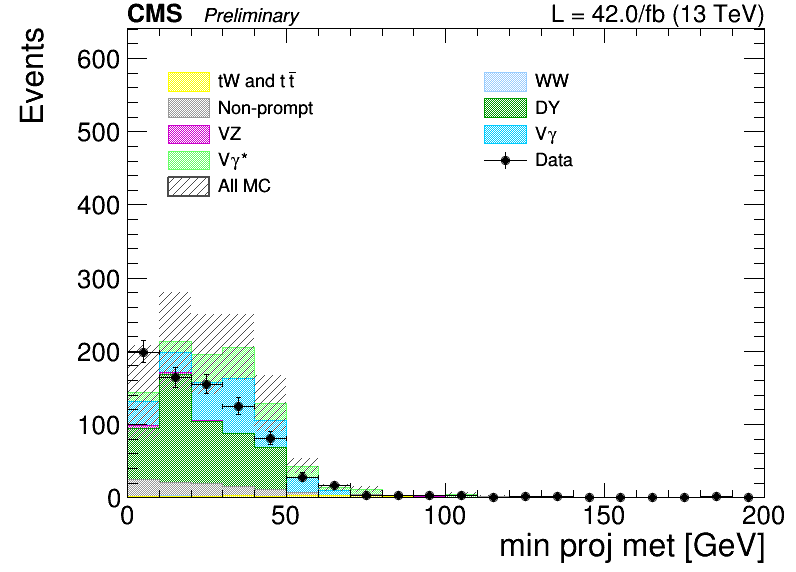 CMS Preliminary L = 42.0/fb (13 TeV)
Events
600
500
400
300
200
100
0
tW and t t̅
Non-prompt
VZ
Vγ*
All MC
WW
DY
Vγ
Data
0 50 100 150 200
min proj met [GeV]